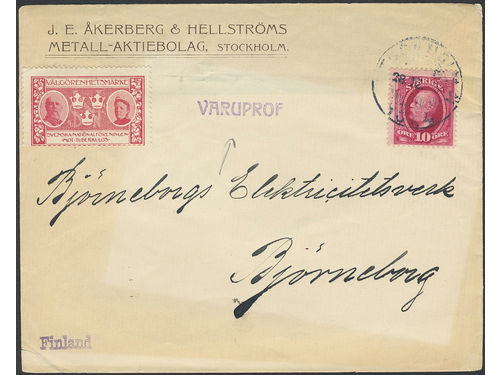 J. E. ÅKERBERG & HELLSTRÖMS
METALL-AKTIEBOLAG, STOCKHOLM.
VÄLGÖRENHETSMÄRKE
SVENSKA NATIONALFÖRENINGEN
MOT TUBERKULOS
VARUPROF
SVERIGE
ÖRE 10 ÖRE
Björneborgs Elektricitetsverk
Björneborg
Finland